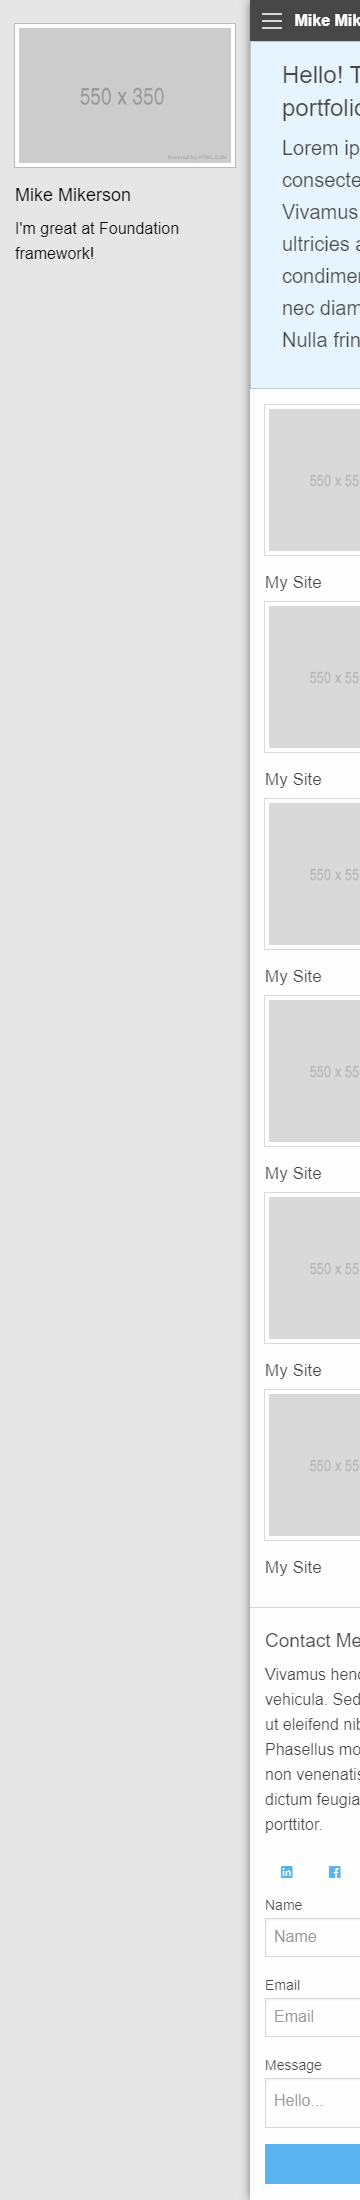 550 x 350
Powered by HTML.COM
Mike Mikerson
I'm great at Foundation
framework!
Mike Mik
Hello! T
portfolio
Lorem ip
consecte
Vivamus
ultricies a
condimen
nec diam
Nulla frin
550 x 55
My Site
550 x 55
My Site
550 x 55
My Site
550 x 55
My Site
550 x 55
My Site
550 x 55
My Site
Contact Me
Vivamus hend
vehicula. Sed
ut eleifend nib
Phasellus mo
non venenatis
dictum feugia
porttitor.
Name
Name
Email
Email
Message
Hello...